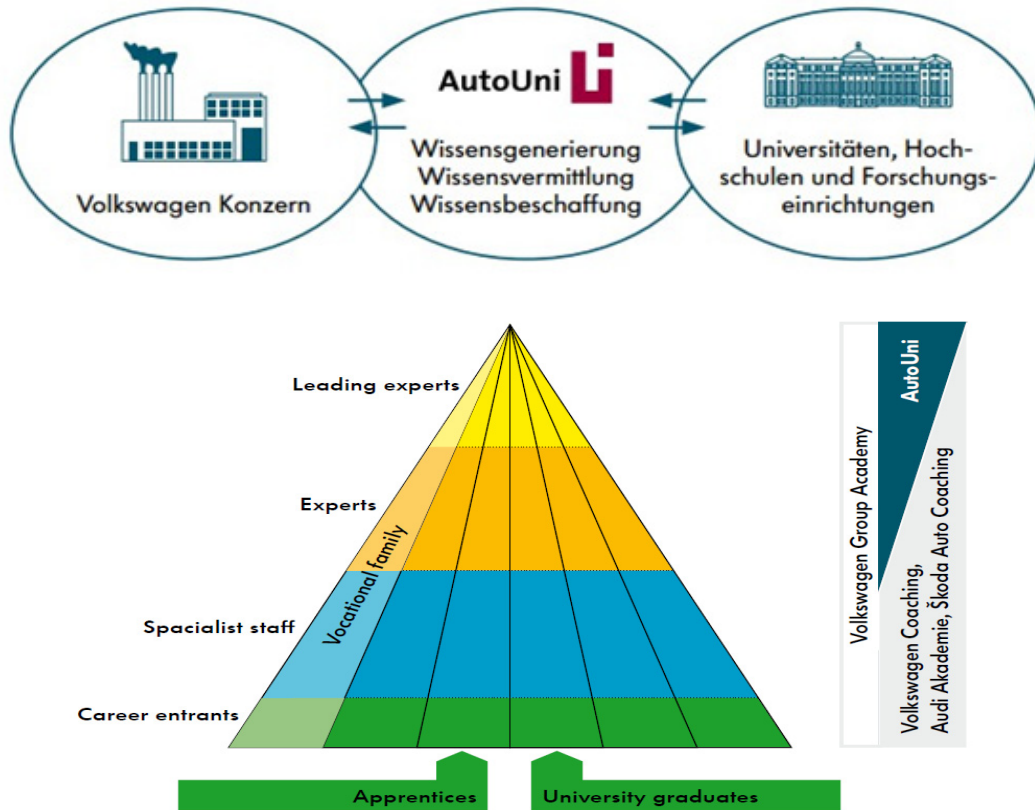 AutoUni
Wissensgenerierung
Wissensvermittlung
Wissensbeschaffung
Volkswagen Konzern
Universitäten, Hoch-
schulen und Forschungs-
einrichtungen
Leading experts
Experts
Spacialist staff
Career entrants
Vocational family
Apprentices
University graduates
Volkswagen Group Academy
AutoUni
Volkswagen Coaching,
Audi Akademie, Škoda Auto Coaching